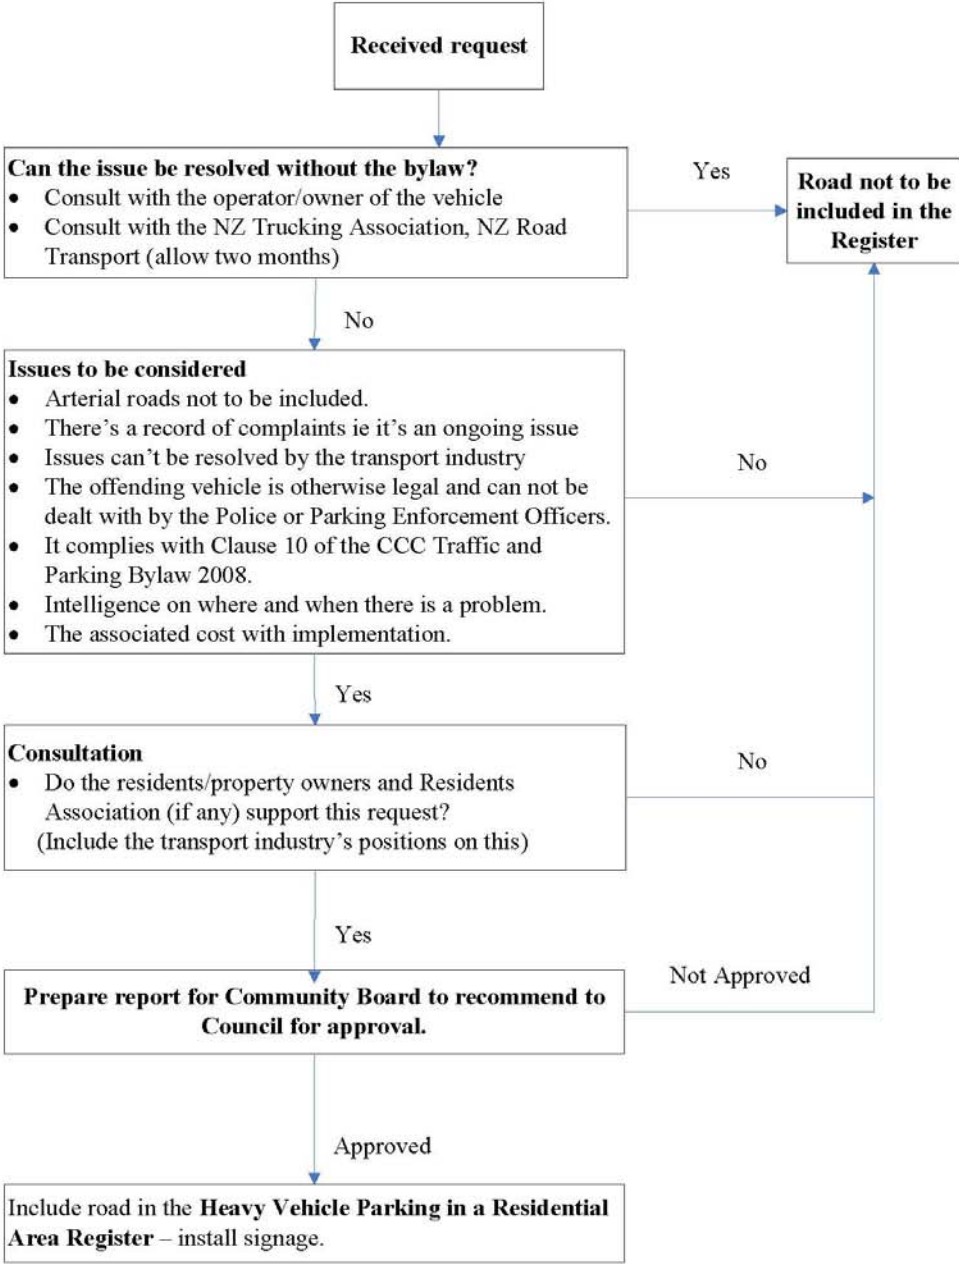 Received request
Can the issue be resolved without the bylaw?
• Consult with the operator/owner of the vehicle
• Consult with the NZ Trucking Association, NZ Road
Transport (allow two months)
Yes
Road not to be
included in the
Register
No
Issues to be considered
• Arterial roads not to be included.
• There’s a record of complaints ie it’s an ongoing issue
• Issues can’t be resolved by the transport industry
• The offending vehicle is otherwise legal and can not be
dealt with by the Police or Parking Enforcement Officers.
• It complies with Clause 10 of the CCC Traffic and
Parking Bylaw 2008.
• Intelligence on where and when there is a problem.
• The associated cost with implementation.
No
Yes
Consultation
• Do the residents/property owners and Residents
Association (if any) support this request?
(Include the transport industry’s positions on this)
No
Yes
Prepare report for Community Board to recommend to
Council for approval.
Not Approved
Approved
Include road in the Heavy Vehicle Parking in a Residential
Area Register – install signage.